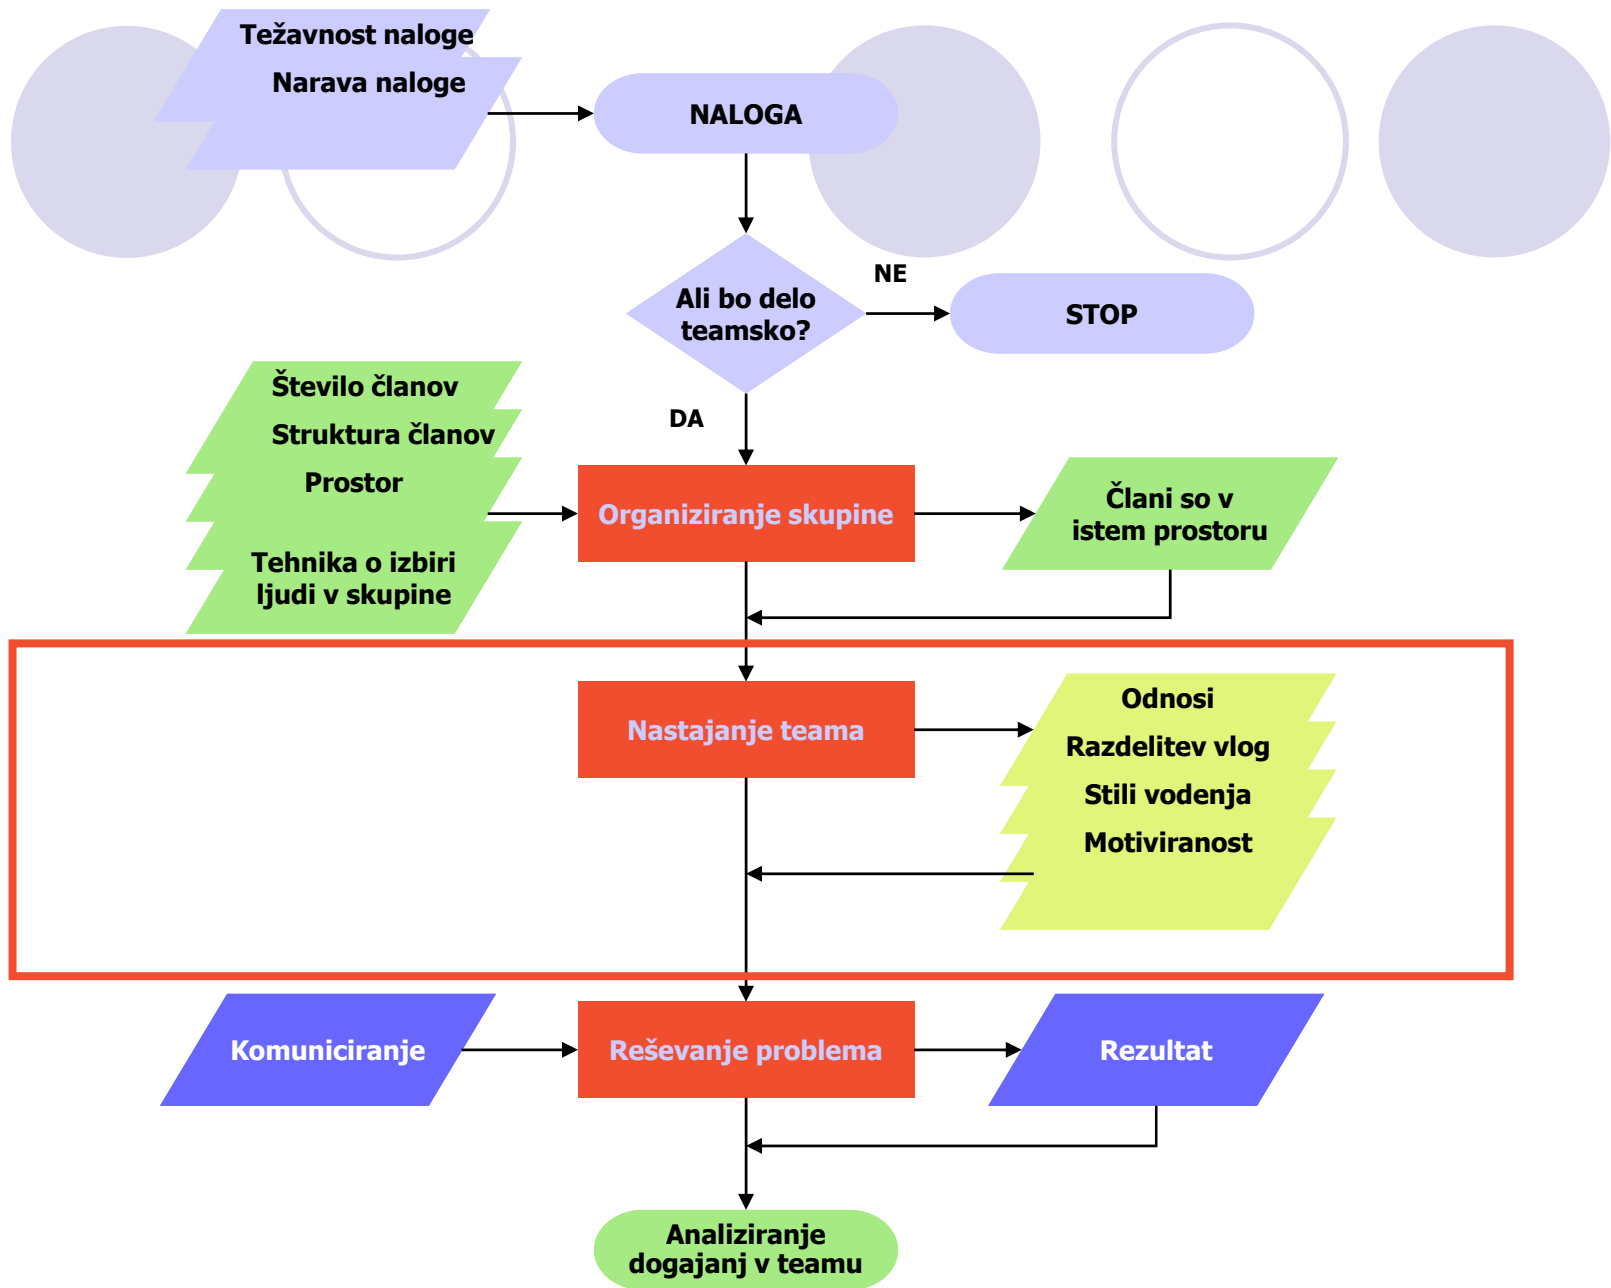 Težavnost naloge
Narava naloge
NALOGA
Ali bo delo
teamsko?
NE
STOP
DA
Število članov
Struktura članov
Prostor
Tehnika o izbiri
ljudi v skupine
Organiziranje skupine
Člani so v
istem prostoru
Nastajanje teama
Odnosi
Razdelitev vlog
Stili vodenja
Motiviranost
Komuniciranje
Reševanje problema
Rezultat
Analiziranje
dogajanj v teamu